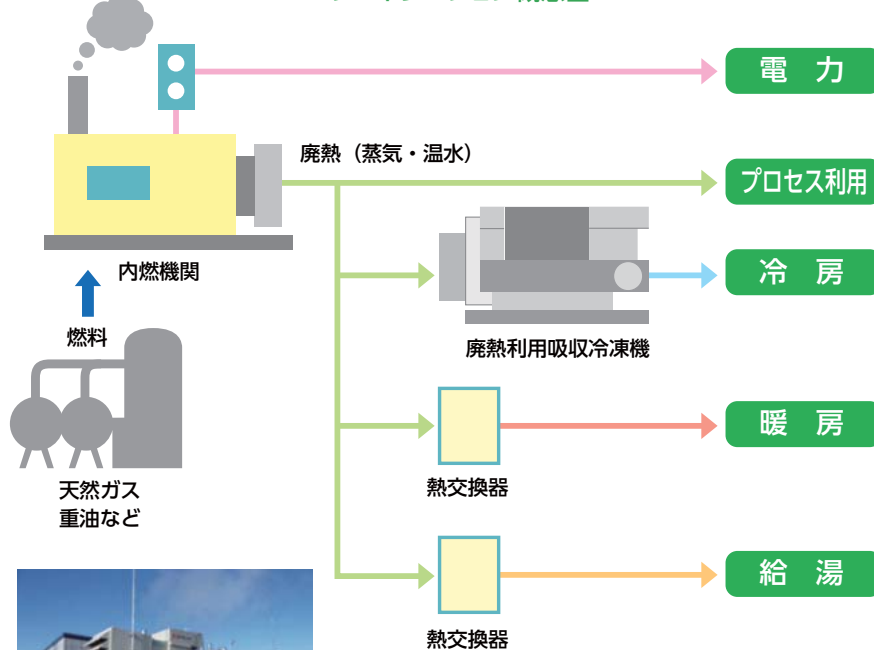 電　力
廃熱（蒸気・温水）
プロセス利用
内燃機関
冷　房
燃料
廃熱利用吸収冷凍機
暖　房
熱交換器
天然ガス
重油など
給　湯
熱交換器